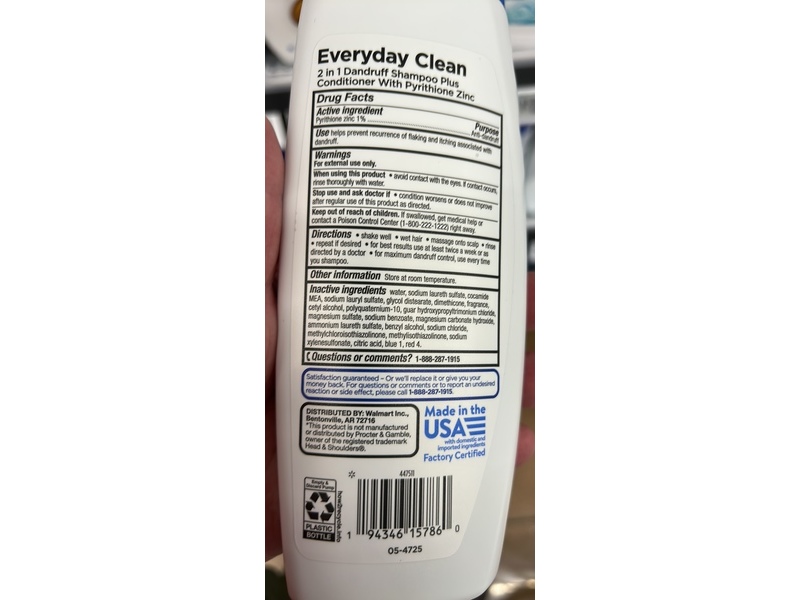 Everyday Clean
2 in 1 Dandruff Shampoo Plus
Conditioner With Pyrithione Zinc
Drug Facts
Active ingredient Purpose
Pyrithione zinc 1% Anti-dandruff
Use helps prevent recurrence of flaking and itching associated with
dandruff.
Warnings
For external use only.
When using this product • avoid contact with the eyes. If contact occurs,
rinse thoroughly with water.
Stop use and ask doctor if • condition worsens or does not improve
after regular use of this product as directed.
Keep out of reach of children. If swallowed, get medical help or
contact a Poison Control Center (1-800-222-1222) right away.
Directions • shake well • wet hair • massage onto scalp • rinse
• repeat if desired • for best results use at least twice a week or as
directed by a doctor • for maximum dandruff control, use every time
you shampoo.
Other information Store at room temperature.
Inactive ingredients water, sodium laureth sulfate, cocamide
MEA, sodium lauryl sulfate, glycol distearate, dimethicone, fragrance,
cetyl alcohol, polyquaternium-10, guar hydroxypropyltrimonium chloride,
magnesium sulfate, sodium benzoate, magnesium carbonate hydroxide,
ammonium laureth sulfate, benzyl alcohol, sodium chloride,
methylchloroisothiazolinone, methylisothiazolinone, sodium
xylenesulfonate, citric acid, blue 1, red 4.
Questions or comments? 1-888-287-1915
Satisfaction guaranteed – Or we'll replace it or give you your
money back. For questions or comments or to report an undesired
reaction or side effect, please call 1-888-287-1915.
DISTRIBUTED BY: Walmart Inc.,
Bentonville, AR 72716
*This product is not manufactured
or distributed by Procter & Gamble,
owner of the registered trademark
Head & Shoulders®.
Made in the
USA
with domestic and
imported ingredients
Factory Certified
Empty &
Discard Pump
PLASTIC
BOTTLE
how2recycle.info
447511
1 94346 15786 0
05-4725